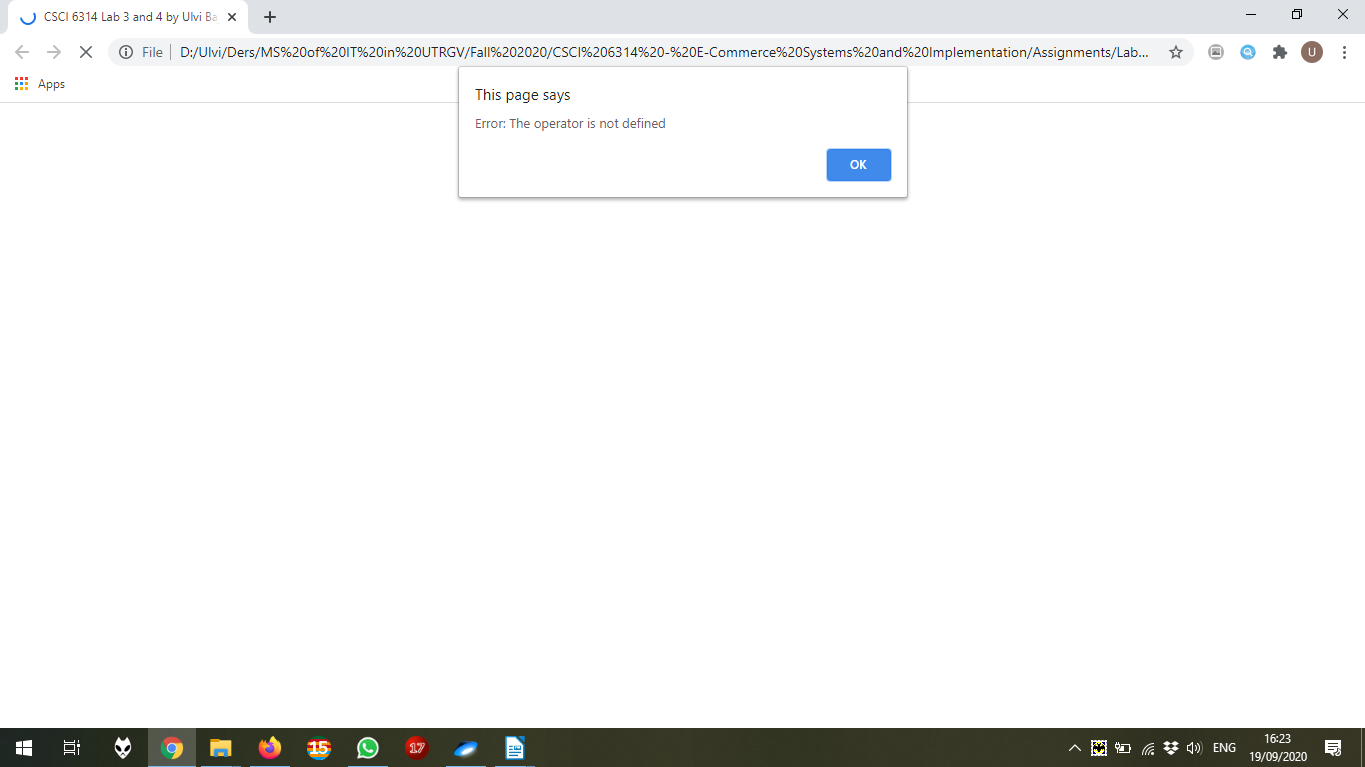 CSCI 6314 Lab 3 and 4 by Ulvi Ba
File
D:/Ulvi/Ders/MS%20of%20IT%20in%20UTRGV/Fall%202020/CSCI%206314%20-%20E-Commerce%20Systems%20and%20Implementation/Assignments/Lab...
U
Apps
This page says
Error: The operator is not defined
OK
15
17
ENG
16:23
19/09/2020